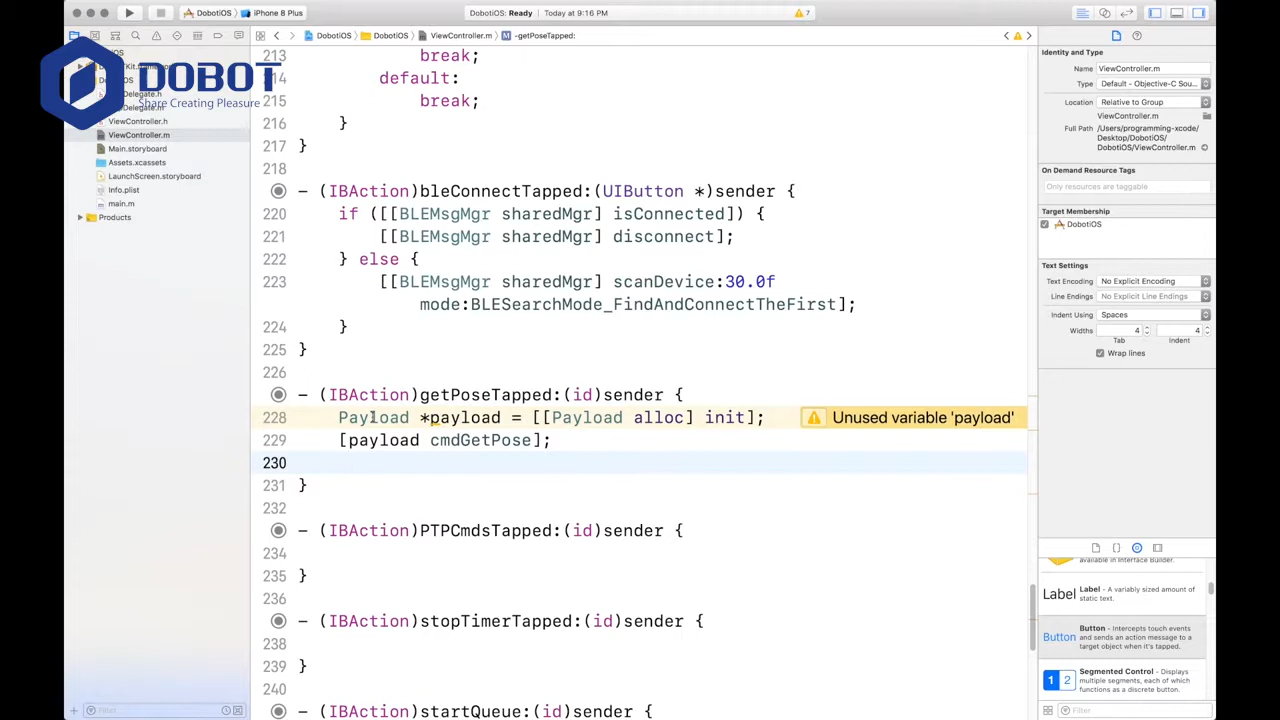 DobotiOS
iPhone 8 Plus
DobotiOS: Ready
Today at 9:16 PM
7
DobotiOS
DobotiOS
ViewController.m
-getPoseTapped:
DOBOT
Share Creating Pleasure
ViewController.h
ViewController.m
Main.storyboard
Assets.xcassets
LaunchScreen.storyboard
Info.plist
main.m
Products
Filter
213 break;
214 default:
215 break;
216 }
217 }
218
- (IBAction)bleConnectTapped:(UIButton *)sender {
220 if ([[BLEMsgMgr sharedMgr] isConnected]) {
221 [[BLEMsgMgr sharedMgr] disconnect];
222 } else {
223 [[BLEMsgMgr sharedMgr] scanDevice:30.0f
mode:BLESearchMode_FindAndConnectTheFirst];
224 }
225 }
226
- (IBAction)getPoseTapped:(id)sender {
228 Payload *payload = [[Payload alloc] init];
Unused variable 'payload'
229 [payload cmdGetPose];
230
231 }
232
- (IBAction)PTPCmdsTapped:(id)sender {
234
235 }
236
- (IBAction)stopTimerTapped:(id)sender {
238
239 }
240
- (IBAction)startQueue:(id)sender {
Identity and Type
Name ViewController.m
Type Default - Objective-C Sou...
Location Relative to Group
ViewController.m
Full Path /Users/programming-xcode/
Desktop/DobotiOS/
DobotiOS/ViewController.m
On Demand Resource Tags
Only resources are taggable
Target Membership
DobotiOS
Text Settings
Text Encoding No Explicit Encoding
Line Endings No Explicit Line Endings
Indent Using Spaces
Widths 4 4
Tab Indent
Wrap lines
available in Interface Builder.
Label Label - A variably sized amount of
static text.
Button Button - Intercepts touch events
and sends an action message to a
target object when it's tapped.
1 2 Segmented Control - Displays
multiple segments, each of which
functions as a discrete button.
Filter